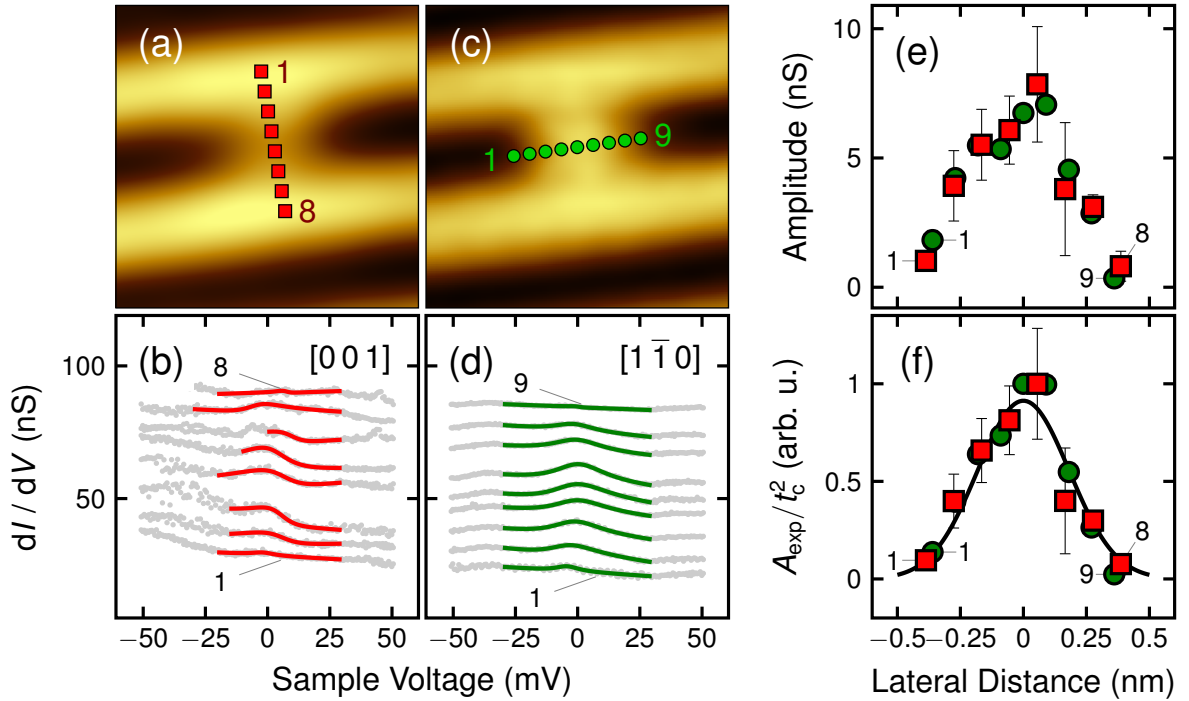 (a)
1
8
(c)
1
9
(e)
Amplitude (nS)
10
5
0
1
1
9
8
(b)
[0 0 1]
8
1
dI / dV (nS)
100
50
−50 −25 0 25 50
(d)
[1 1̅ 0]
9
1
−50 −25 0 25 50
Sample Voltage (mV)
(f)
A_exp/t_c^2 (arb. u.)
1
0.5
0
1
1
9
8
−0.5 −0.25 0 0.25 0.5
Lateral Distance (nm)